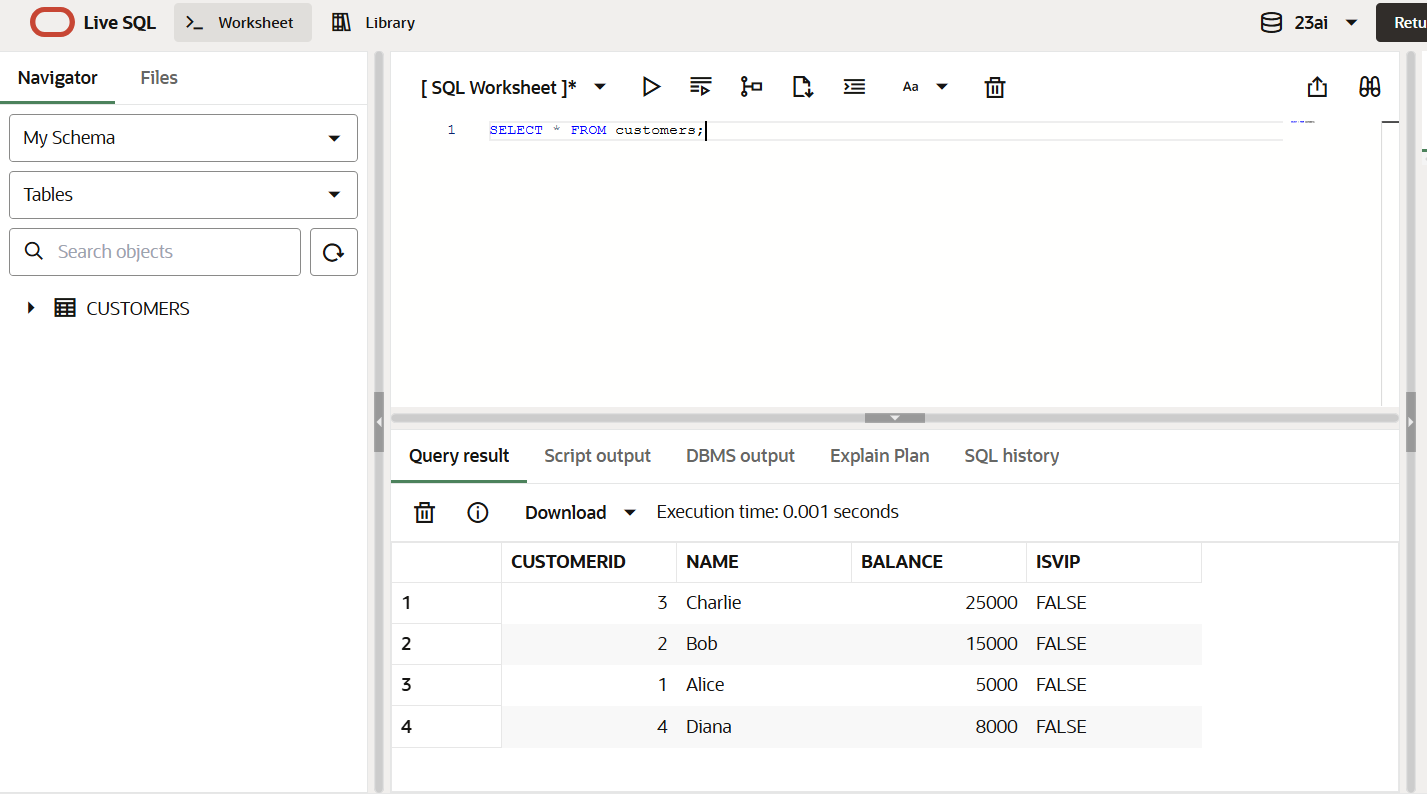 Live SQL
Worksheet
Library
23ai
Navigator
Files
My Schema
Tables
Search objects
CUSTOMERS
[ SQL Worksheet ]*
Aa
1 SELECT * FROM customers;
Query result Script output DBMS output Explain Plan SQL history
Download Execution time: 0.001 seconds
CUSTOMERID NAME BALANCE ISVIP
1 3 Charlie 25000 FALSE
2 2 Bob 15000 FALSE
3 1 Alice 5000 FALSE
4 4 Diana 8000 FALSE